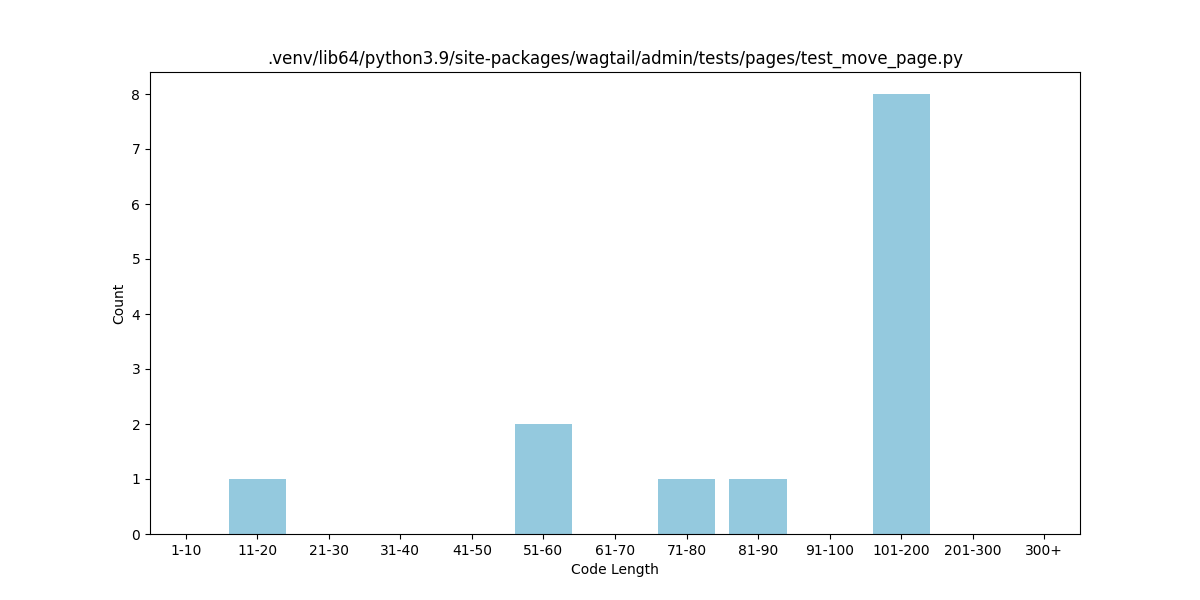 .venv/lib64/python3.9/site-packages/wagtail/admin/tests/pages/test_move_page.py
8
7
6
5
4
3
2
1
0
Count
1-10 11-20 21-30 31-40 41-50 51-60 61-70 71-80 81-90 91-100 101-200 201-300 300+
Code Length